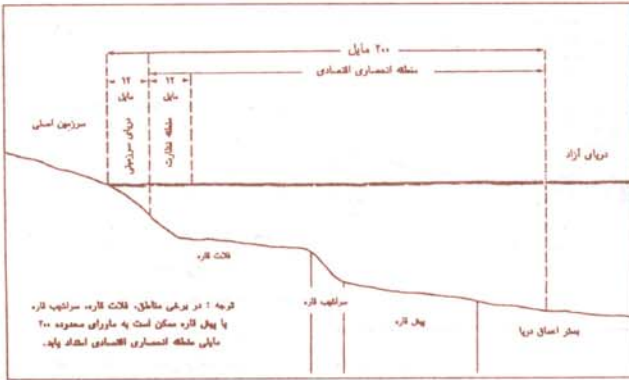 ۲۰۰ مایل
منطقه انحصاری اقتصادی
۱۲
مایل
۱۲
مایل
سرزمین اصلی
دریای سرزمینی
منطقه نظارت
دریای آزاد
فلات قاره
سراشیب قاره
پیش قاره
بستر اعماق دریا
توجه : در برخی مناطق، فلات قاره، سراشیب قاره
یا پیش قاره ممکن است به ماورای محدوده ۲۰۰
مایلی منطقه انحصاری اقتصادی امتداد یابد.